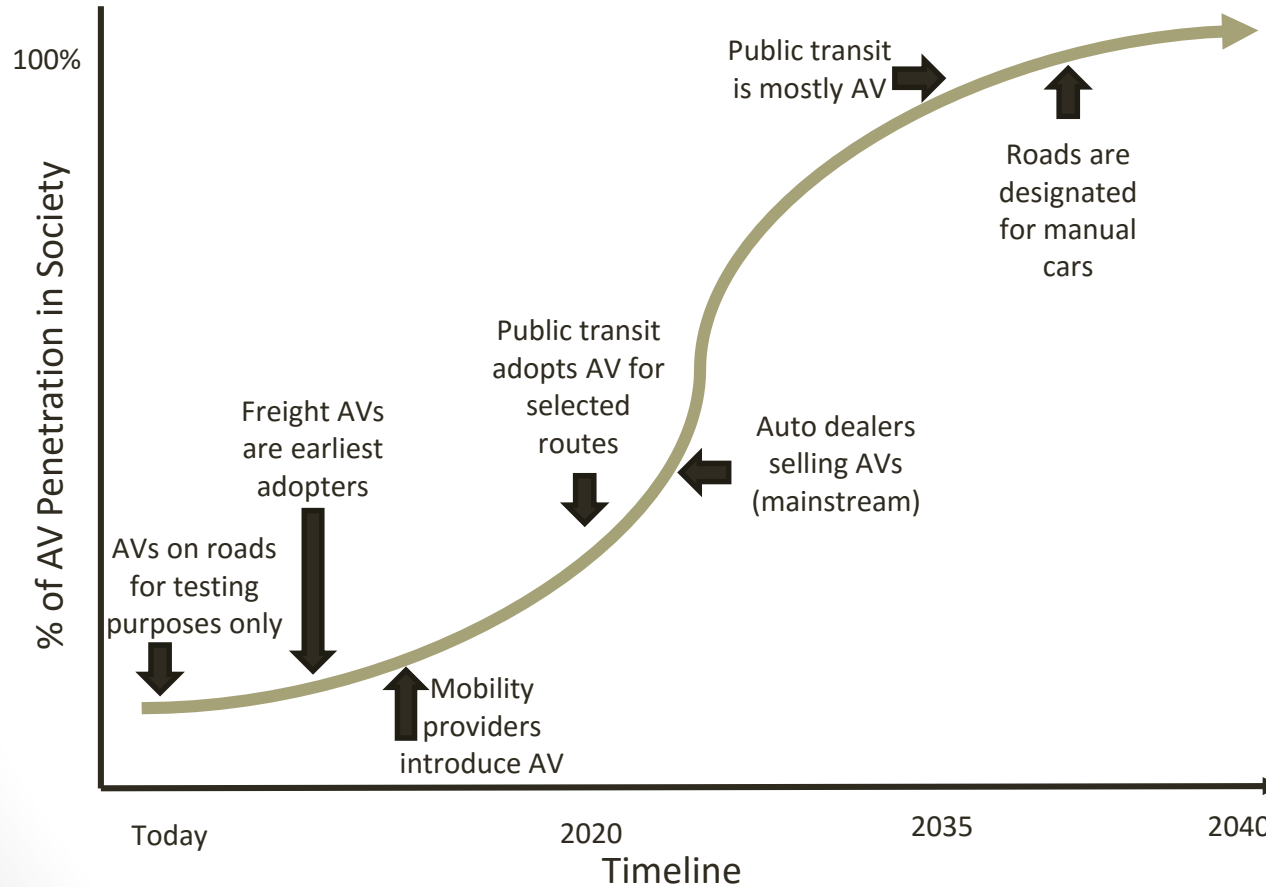 100%
% of AV Penetration in Society
AVs on roads
for testing
purposes only
Freight AVs
are earliest
adopters
Mobility
providers
introduce AV
Public transit
adopts AV for
selected
routes
Auto dealers
selling AVs
(mainstream)
Public transit
is mostly AV
Roads are
designated
for manual
cars
Today
2020
2035
2040
Timeline